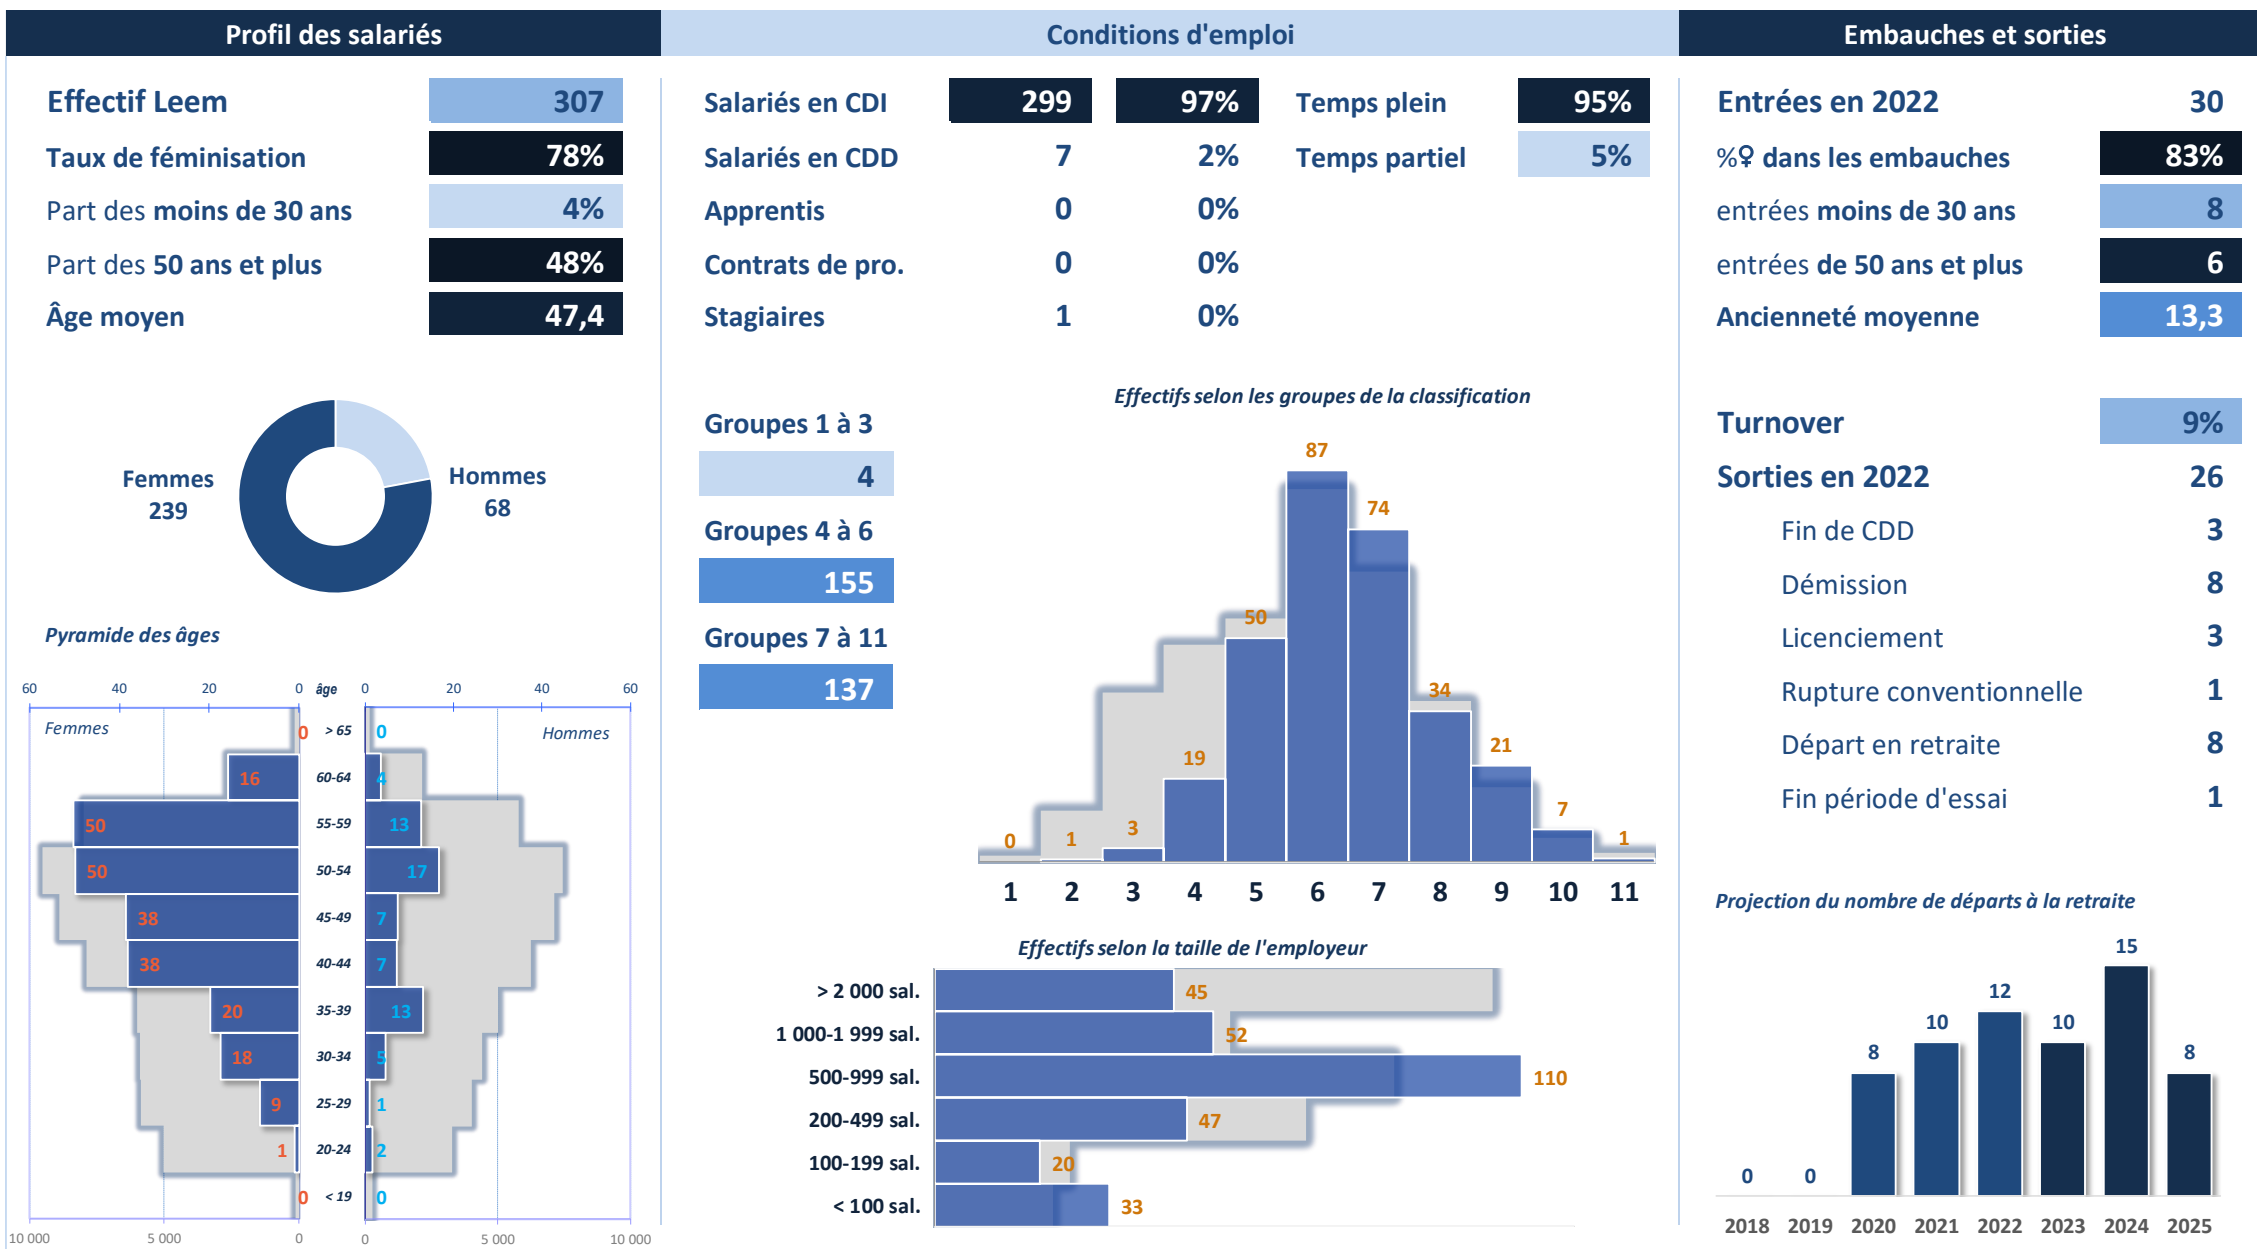 Profil des salariés
Effectif Leem 307
Taux de féminisation 78%
Part des moins de 30 ans 4%
Part des 50 ans et plus 48%
Âge moyen 47,4
Femmes
239
Hommes
68
Pyramide des âges
60 40 20 0 âge 0 20 40 60
Femmes Hommes
0 > 65 0
16 60-64 4
50 55-59 13
50 50-54 17
38 45-49 7
38 40-44 7
20 35-39 13
18 30-34 5
9 25-29 1
1 20-24 2
0 < 19 0
10 000 5 000 0 0 5 000 10 000
Conditions d'emploi
Salariés en CDI 299 97% Temps plein 95%
Salariés en CDD 7 2% Temps partiel 5%
Apprentis 0 0%
Contrats de pro. 0 0%
Stagiaires 1 0%
Groupes 1 à 3
4
Groupes 4 à 6
155
Groupes 7 à 11
137
Effectifs selon les groupes de la classification
0 1 3 19 50 87 74 34 21 7 1
1 2 3 4 5 6 7 8 9 10 11
Effectifs selon la taille de l'employeur
> 2 000 sal. 45
1 000-1 999 sal. 52
500-999 sal. 110
200-499 sal. 47
100-199 sal. 20
< 100 sal. 33
Embauches et sorties
Entrées en 2022 30
%♀ dans les embauches 83%
entrées moins de 30 ans 8
entrées de 50 ans et plus 6
Ancienneté moyenne 13,3
Turnover 9%
Sorties en 2022 26
Fin de CDD 3
Démission 8
Licenciement 3
Rupture conventionnelle 1
Départ en retraite 8
Fin période d'essai 1
Projection du nombre de départs à la retraite
0 0 8 10 12 10 15 8
2018 2019 2020 2021 2022 2023 2024 2025